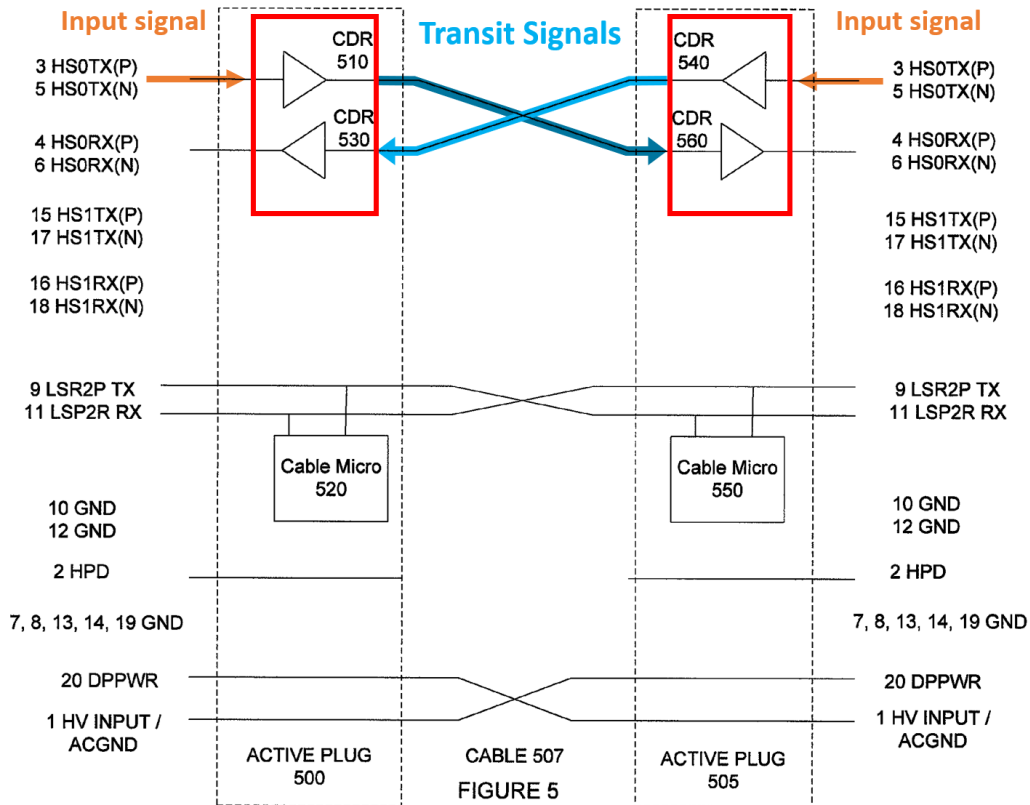 Input signal
Transit Signals
Input signal
3 HS0TX(P)
5 HS0TX(N)
CDR
510
CDR
540
3 HS0TX(P)
5 HS0TX(N)
4 HS0RX(P)
6 HS0RX(N)
CDR
530
CDR
560
4 HS0RX(P)
6 HS0RX(N)
15 HS1TX(P)
17 HS1TX(N)
15 HS1TX(P)
17 HS1TX(N)
16 HS1RX(P)
18 HS1RX(N)
16 HS1RX(P)
18 HS1RX(N)
9 LSR2P TX
11 LSP2R RX
9 LSR2P TX
11 LSP2R RX
Cable Micro
520
Cable Micro
550
10 GND
12 GND
10 GND
12 GND
2 HPD
2 HPD
7, 8, 13, 14, 19 GND
7, 8, 13, 14, 19 GND
20 DPPWR
20 DPPWR
1 HV INPUT /
ACGND
1 HV INPUT /
ACGND
ACTIVE PLUG
500
CABLE 507
ACTIVE PLUG
505
FIGURE 5